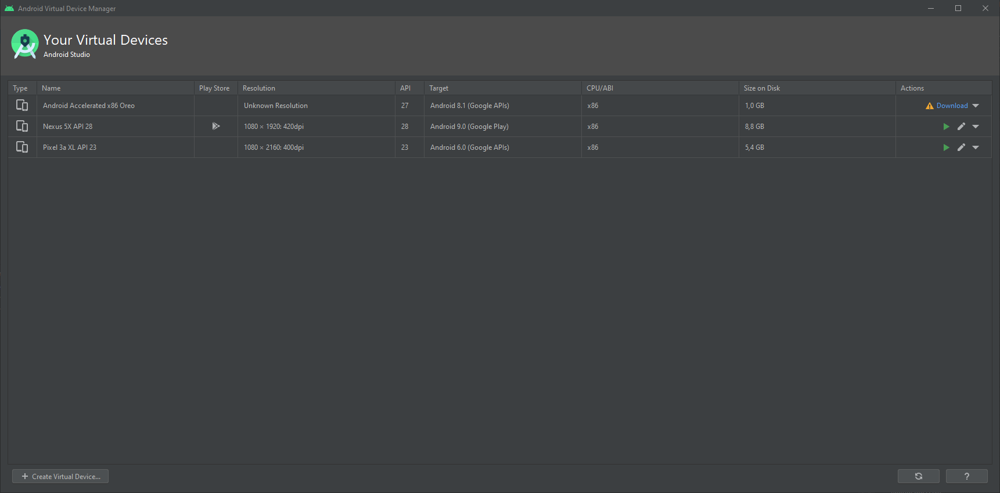 Android Virtual Device Manager
Your Virtual Devices
Android Studio
Type Name Play Store Resolution API Target CPU/ABI Size on Disk Actions
Android Accelerated x86 Oreo Unknown Resolution 27 Android 8.1 (Google APIs) x86 1,0 GB Download
Nexus 5X API 28 1080 × 1920: 420dpi 28 Android 9.0 (Google Play) x86 8,8 GB
Pixel 3a XL API 23 1080 × 2160: 400dpi 23 Android 6.0 (Google APIs) x86 5,4 GB
+ Create Virtual Device... ?